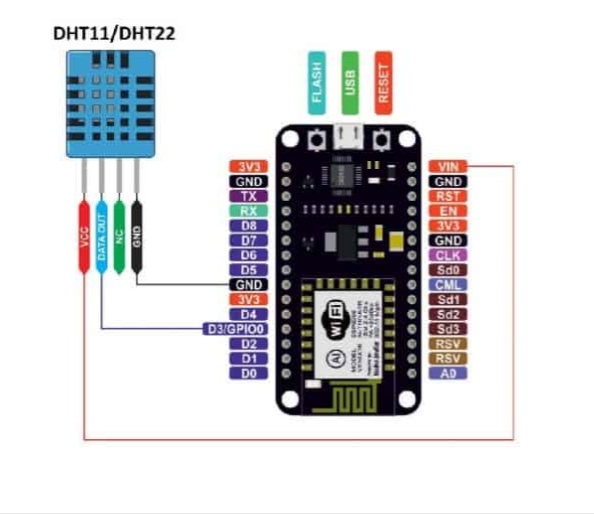 DHT11/DHT22
FLASH
USB
RESET
VCC
DATA OUT
NC
GND
3V3
GND
TX
RX
D8
D7
D6
D5
GND
3V3
D4
D3/GPIO0
D2
D1
D0
VIN
GND
RST
EN
3V3
GND
CLK
Sd0
CML
Sd1
Sd2
Sd3
RSV
RSV
A0
WiFi
MODEL